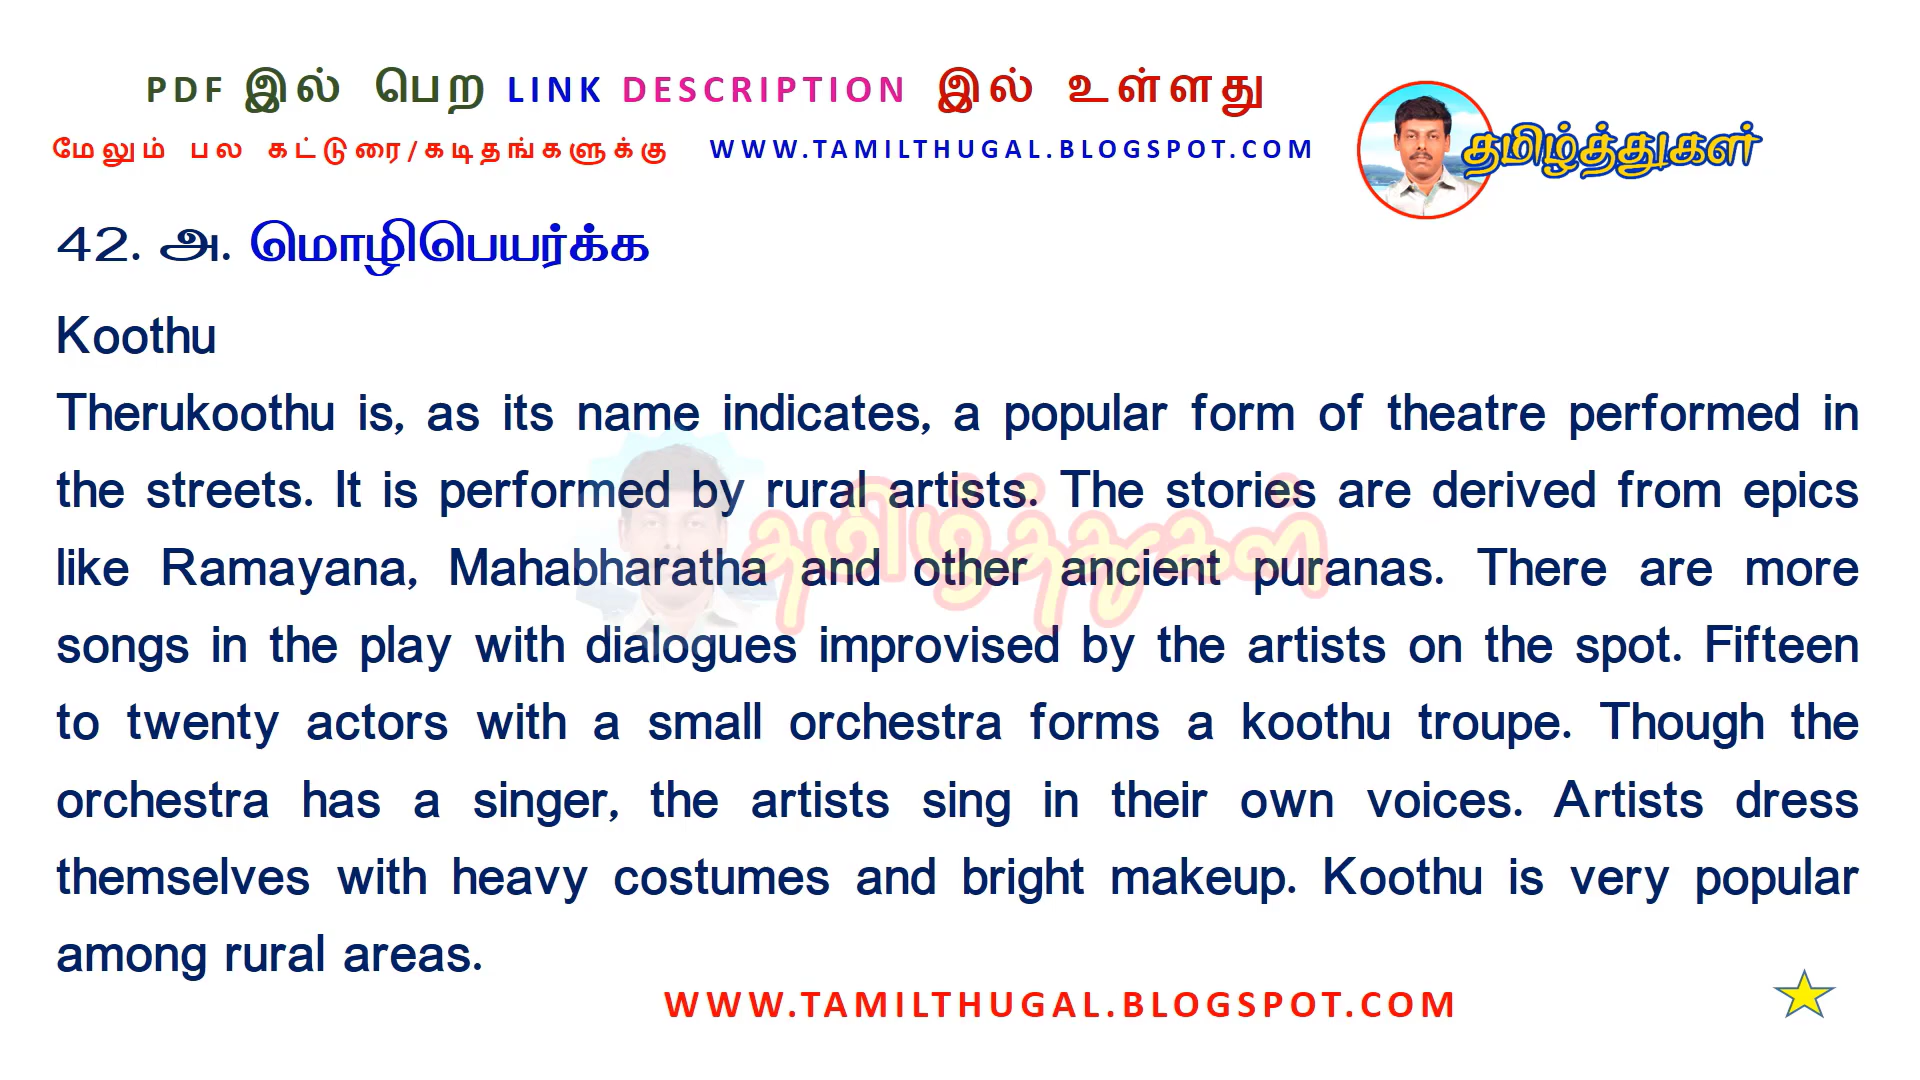 PDF இல் பெற LINK DESCRIPTION இல் உள்ளது
மேலும் பல கட்டுரை/கடிதங்களுக்கு WWW.TAMILTHUGAL.BLOGSPOT.COM
தமிழ்த்துகள்
42. அ. மொழிபெயர்க்க
Koothu
Therukoothu is, as its name indicates, a popular form of theatre performed in
the streets. It is performed by rural artists. The stories are derived from epics
like Ramayana, Mahabharatha and other ancient puranas. There are more
songs in the play with dialogues improvised by the artists on the spot. Fifteen
to twenty actors with a small orchestra forms a koothu troupe. Though the
orchestra has a singer, the artists sing in their own voices. Artists dress
themselves with heavy costumes and bright makeup. Koothu is very popular
among rural areas.
தமிழ்த்துகள்
WWW.TAMILTHUGAL.BLOGSPOT.COM